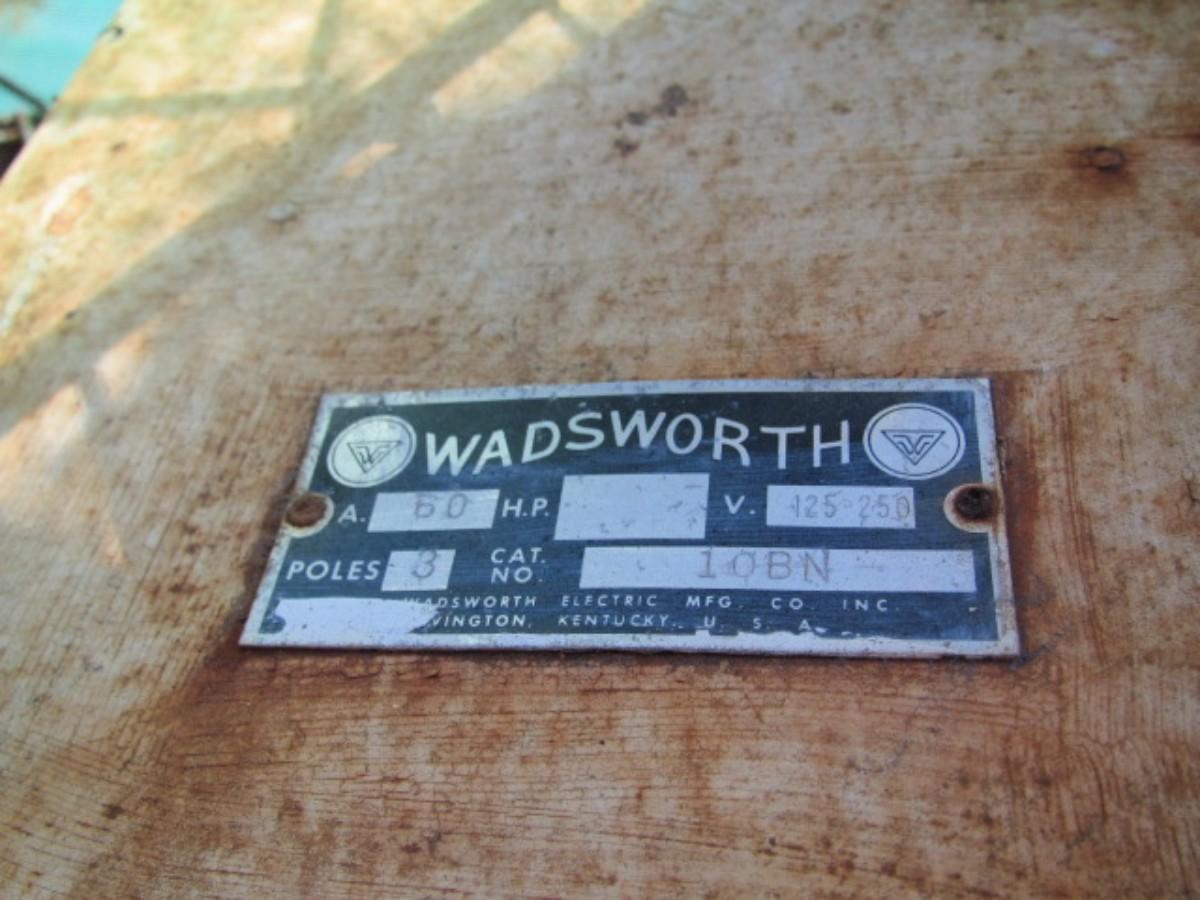 WADSWORTH
A. 60 H.P. V. 125-250
POLES 3 CAT. NO. 10BN
WADSWORTH ELECTRIC MFG. CO. INC.
KENTUCKY. U. S. A.